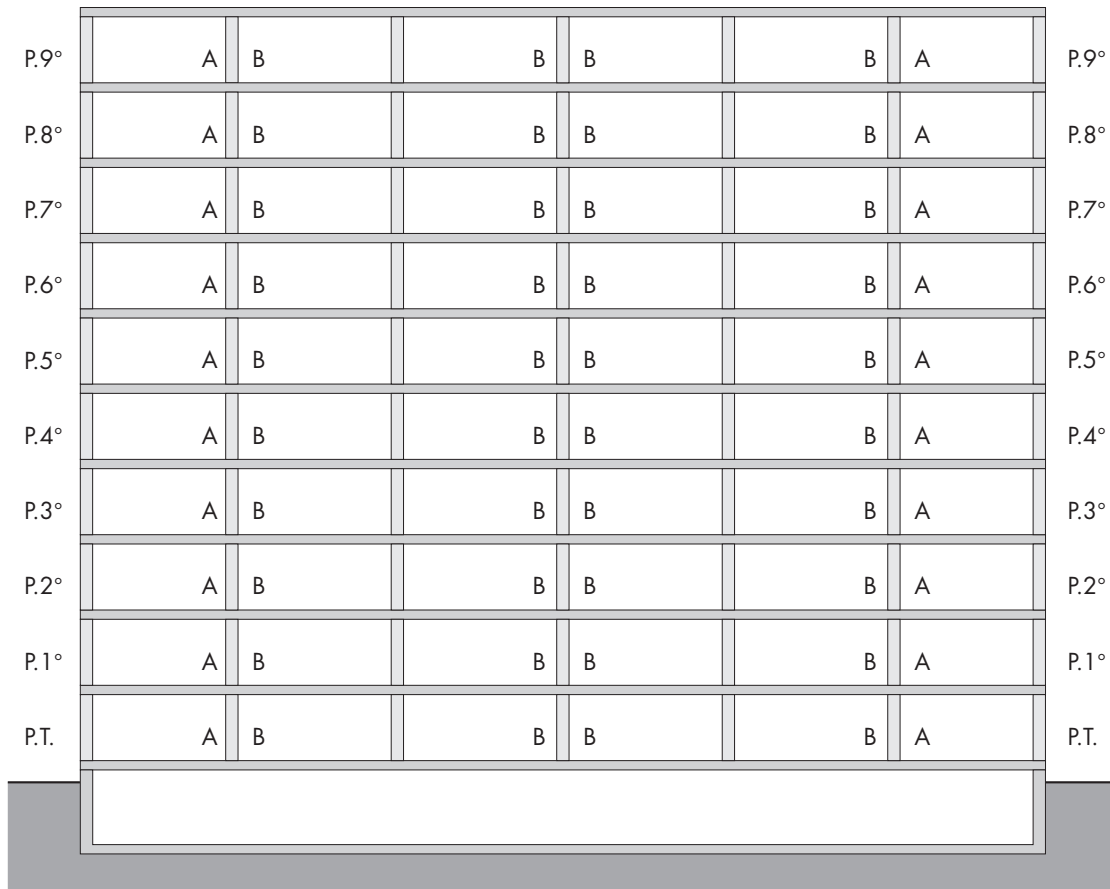 P.9° A B B B B A P.9°
P.8° A B B B B A P.8°
P.7° A B B B B A P.7°
P.6° A B B B B A P.6°
P.5° A B B B B A P.5°
P.4° A B B B B A P.4°
P.3° A B B B B A P.3°
P.2° A B B B B A P.2°
P.1° A B B B B A P.1°
P.T. A B B B B A P.T.